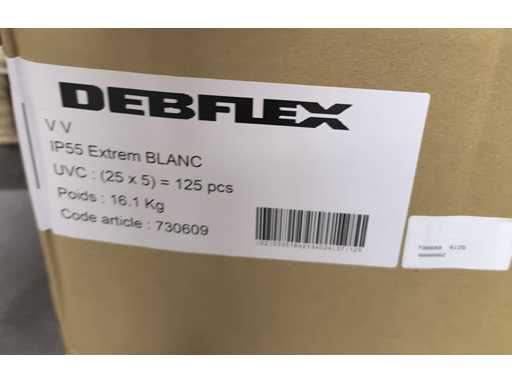 DEBFLEX
V V
IP55 Extrem BLANC
UVC : (25 x 5) = 125 pcs
Poids : 16.1 Kg
Code article : 730609